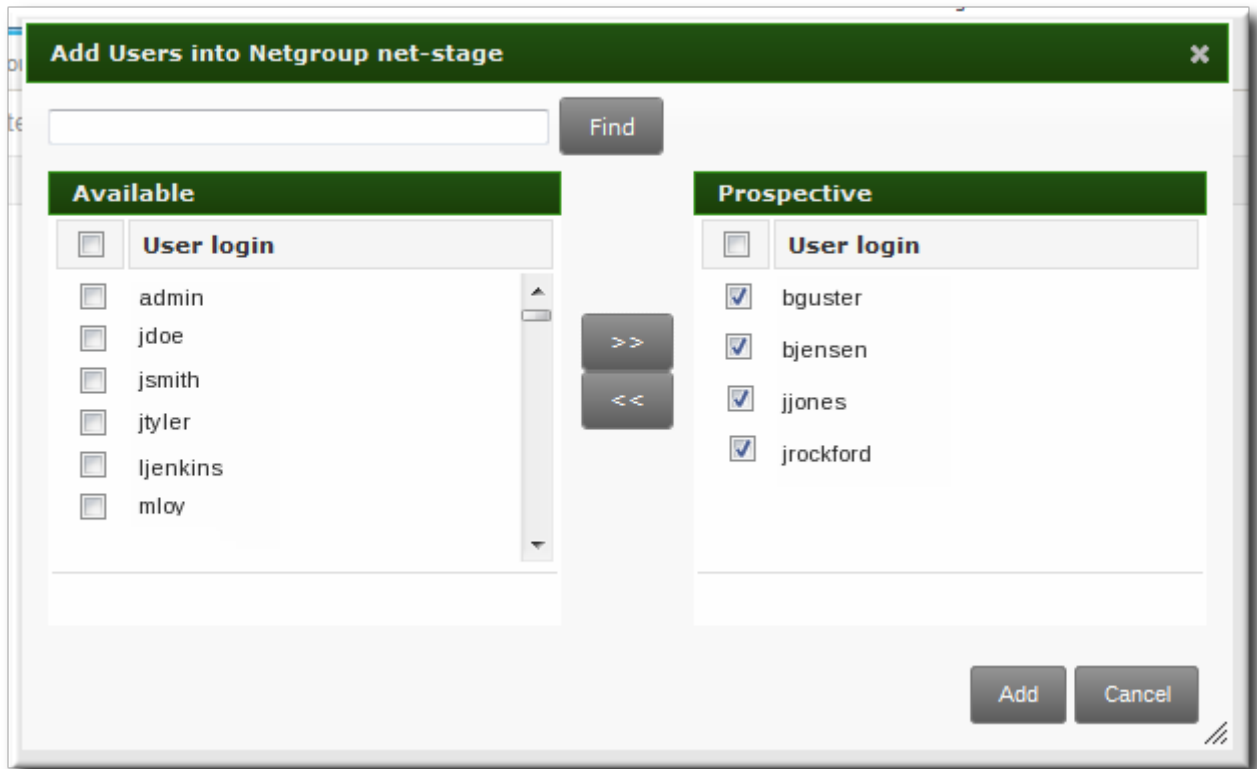 Add Users into Netgroup net-stage
Find
Available
User login
admin
jdoe
jsmith
jtyler
ljenkins
mloy
>>
<<
Prospective
User login
bguster
bjensen
jjones
jrockford
Add
Cancel